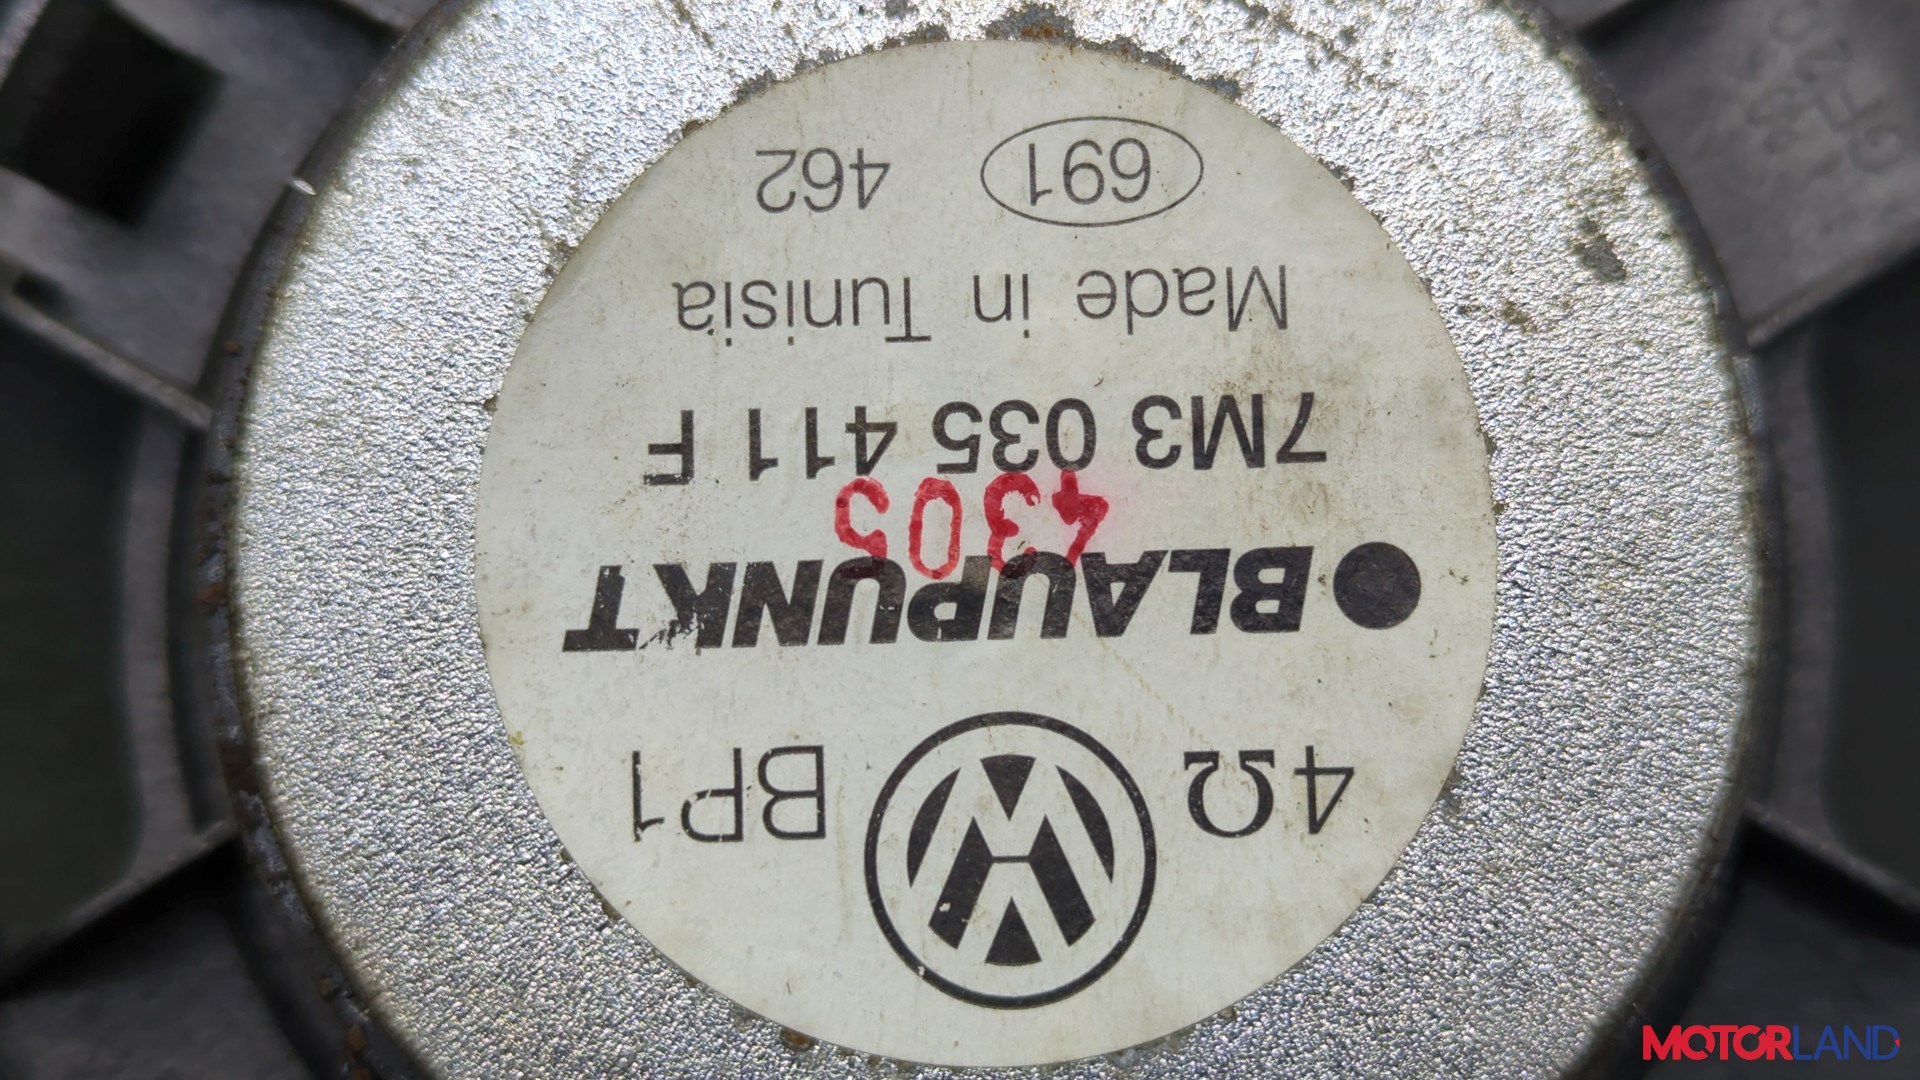 4Ω BP1
BLAUPUNKT
4305
7M3 035 411 F
Made in Tunisia
691 462
MOTORLAND